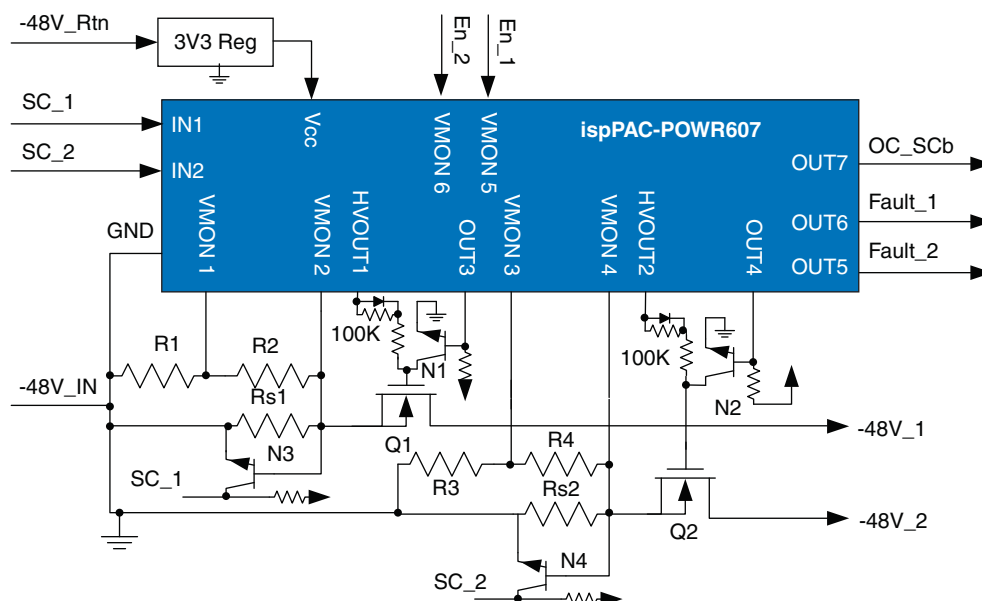 -48V_Rtn
3V3 Reg
En_2
En_1
SC_1
IN1
Vcc
VMON 6
VMON 5
ispPAC-POWR607
SC_2
IN2
OUT7
OC_SCb
GND
VMON 1
VMON 2
HVOUT1
OUT3
VMON 3
VMON 4
HVOUT2
OUT4
OUT6
Fault_1
OUT5
Fault_2
R1
R2
100K
N1
100K
N2
-48V_IN
Rs1
Q1
-48V_1
N3
R4
SC_1
R3
Rs2
Q2
-48V_2
N4
SC_2